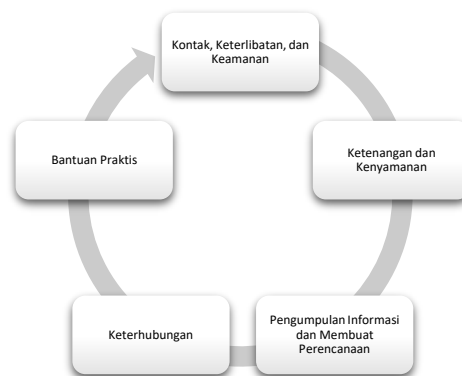 Kontak, Keterlibatan, dan
Keamanan
Ketenangan dan
Kenyamanan
Pengumpulan Informasi
dan Membuat
Perencanaan
Keterhubungan
Bantuan Praktis